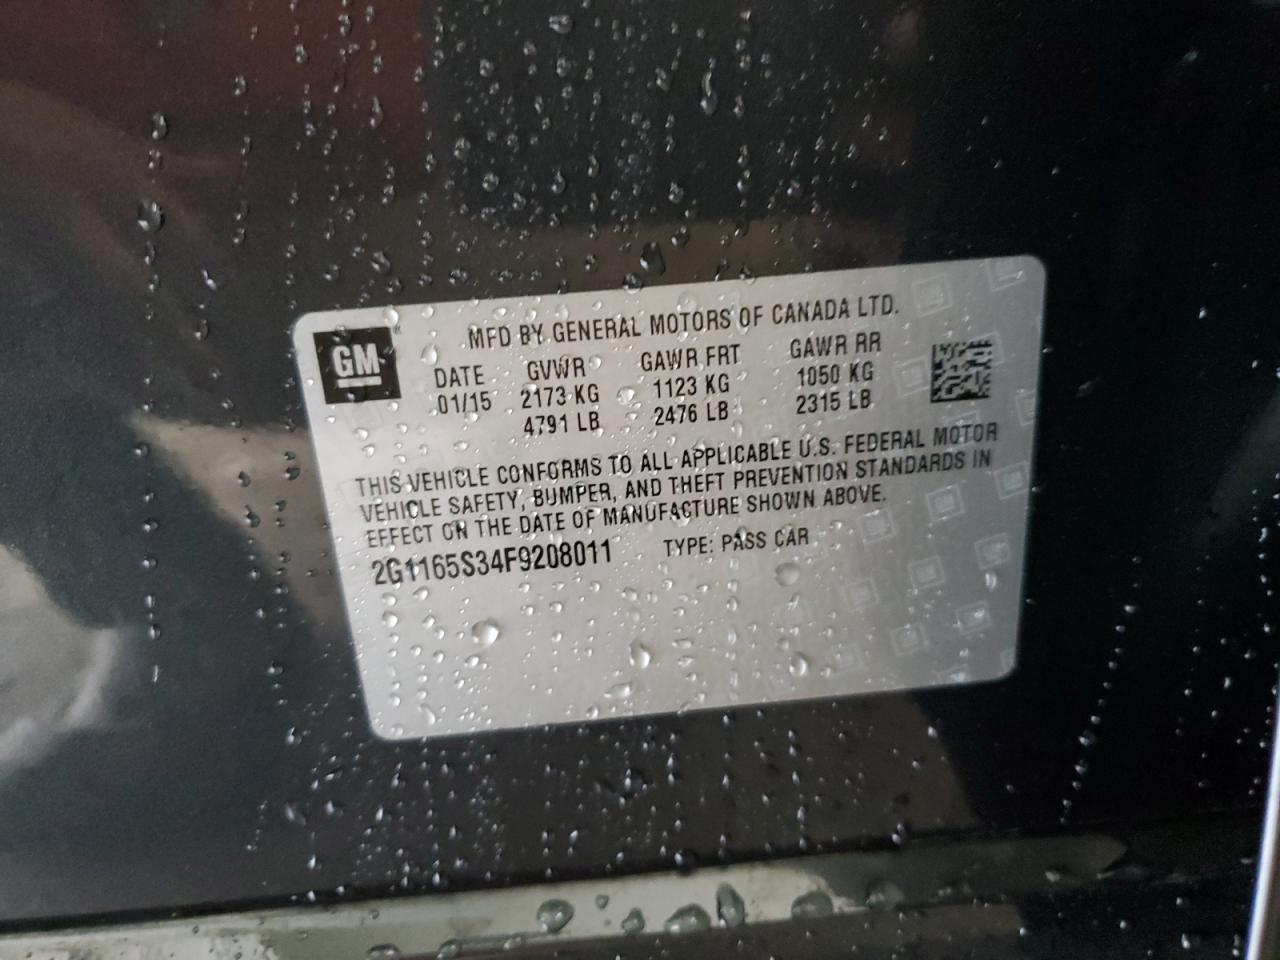 GM
MFD BY GENERAL MOTORS OF CANADA LTD.
DATE GVWR GAWR FRT GAWR RR
01/15 2173 KG 1123 KG 1050 KG
4791 LB 2476 LB 2315 LB
THIS VEHICLE CONFORMS TO ALL APPLICABLE U.S. FEDERAL MOTOR
VEHICLE SAFETY, BUMPER, AND THEFT PREVENTION STANDARDS IN
EFFECT ON THE DATE OF MANUFACTURE SHOWN ABOVE.
2G1165S34F9208011 TYPE: PASS CAR